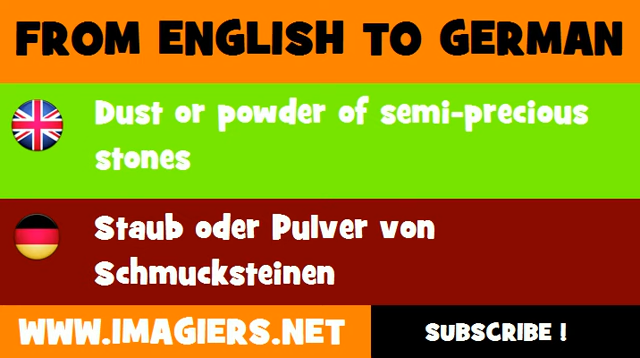 FROM ENGLISH TO GERMAN
Dust or powder of semi-precious
stones
Staub oder Pulver von
Schmucksteinen
WWW.IMAGIERS.NET
SUBSCRIBE !